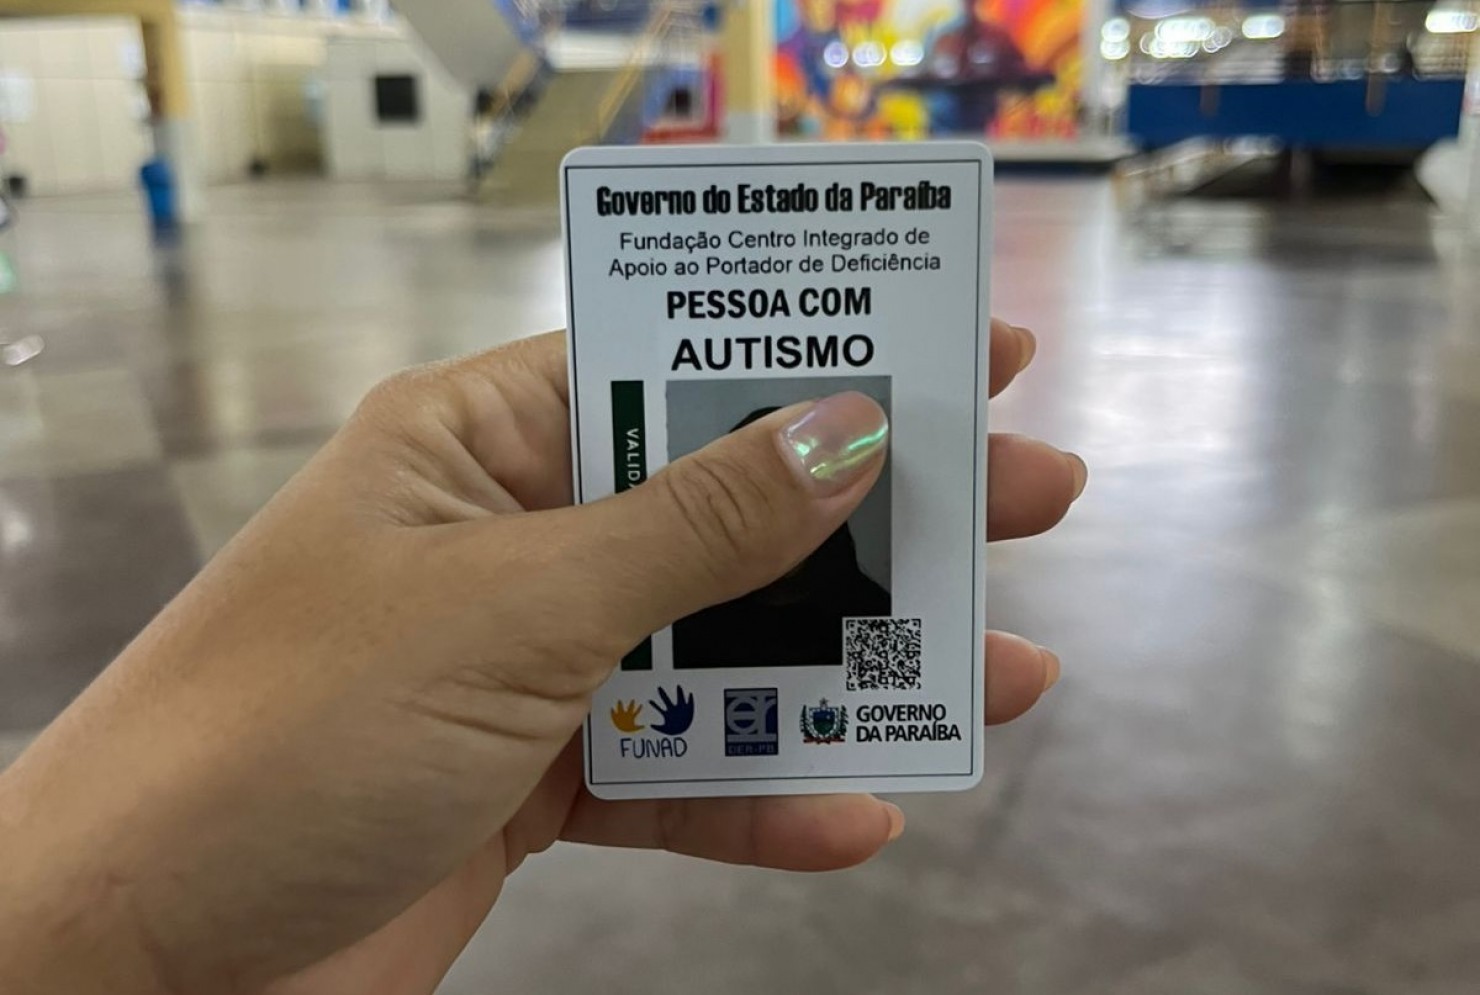 Governo do Estado da Paraíba
Fundação Centro Integrado de
Apoio ao Portador de Deficiência
PESSOA COM
AUTISMO
FUNAD
DER-PB
GOVERNO
DA PARAÍBA